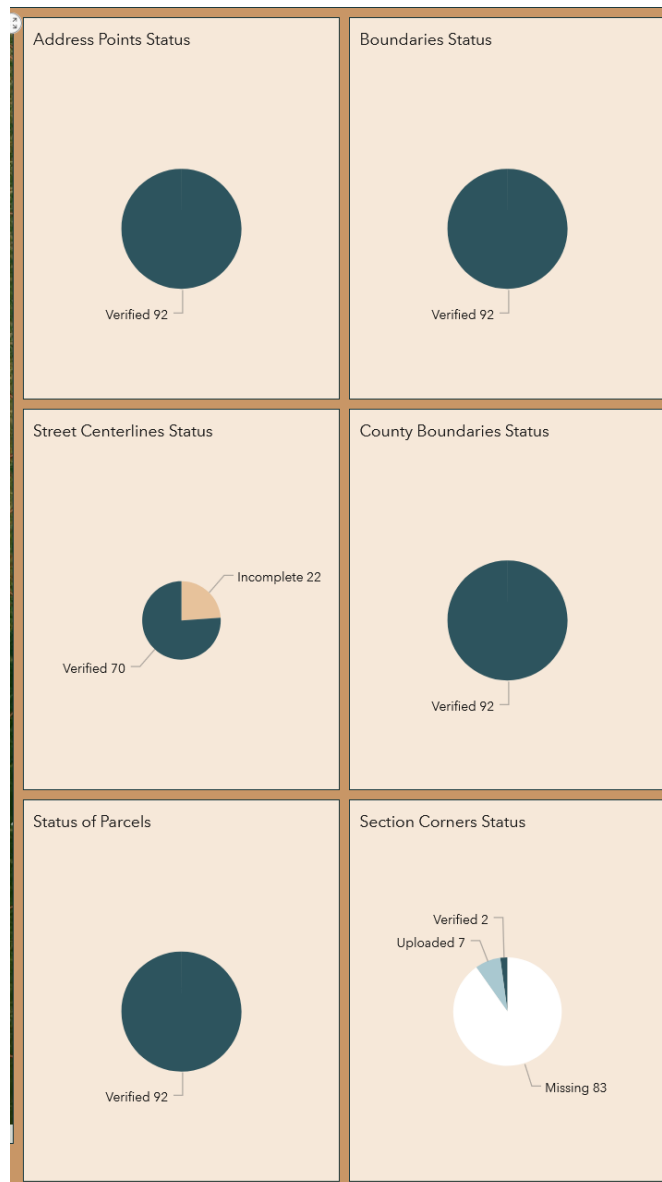 Address Points Status
Verified 92
Boundaries Status
Verified 92
Street Centerlines Status
Incomplete 22
Verified 70
County Boundaries Status
Verified 92
Status of Parcels
Verified 92
Section Corners Status
Verified 2
Uploaded 7
Missing 83